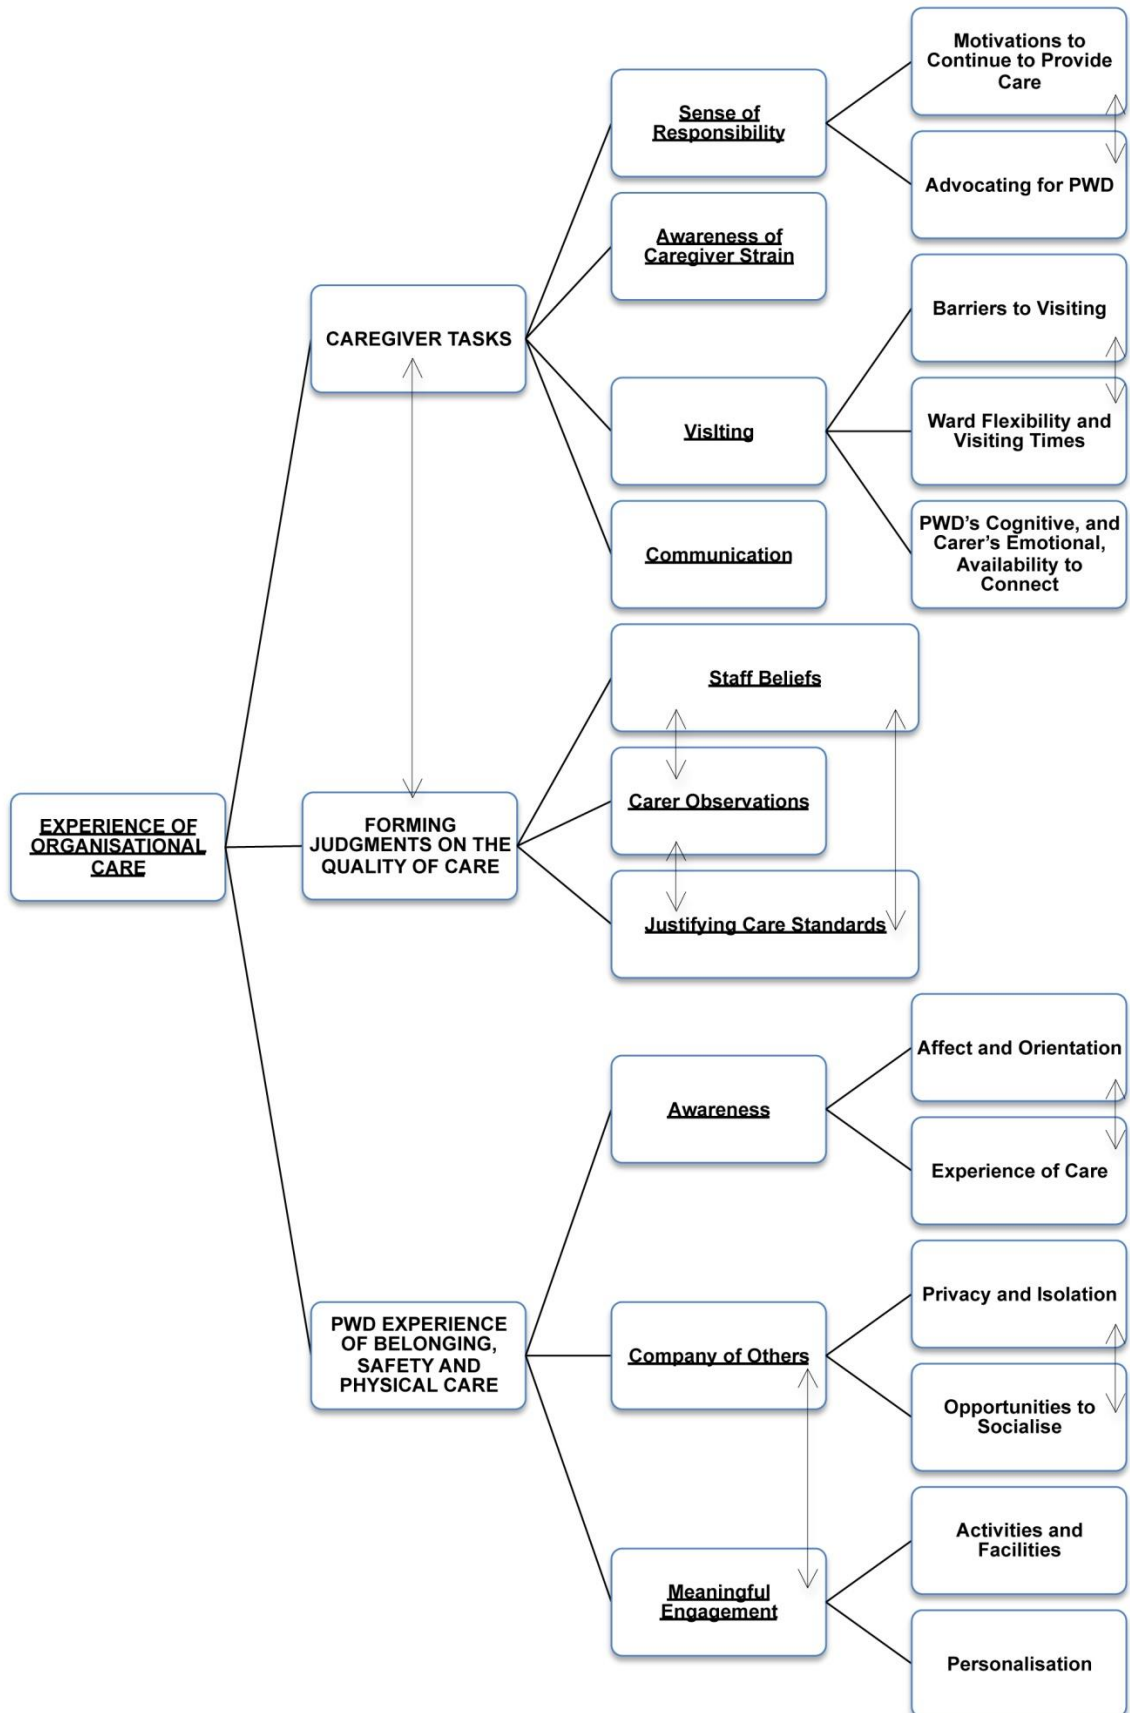 Motivations to
Continue to Provide
Care
Sense of
Responsibility
Advocating for PWD
Awareness of
Caregiver Strain
CAREGIVER TASKS
Barriers to Visiting
Visiting
Ward Flexibility and
Visiting Times
Communication
PWD’s Cognitive, and
Carer’s Emotional,
Availability to
Connect
Staff Beliefs
EXPERIENCE OF
ORGANISATIONAL
CARE
FORMING
JUDGMENTS ON THE
QUALITY OF CARE
Carer Observations
Justifying Care Standards
Affect and Orientation
Awareness
Experience of Care
PWD EXPERIENCE
OF BELONGING,
SAFETY AND
PHYSICAL CARE
Privacy and Isolation
Company of Others
Opportunities to
Socialise
Activities and
Facilities
Meaningful
Engagement
Personalisation